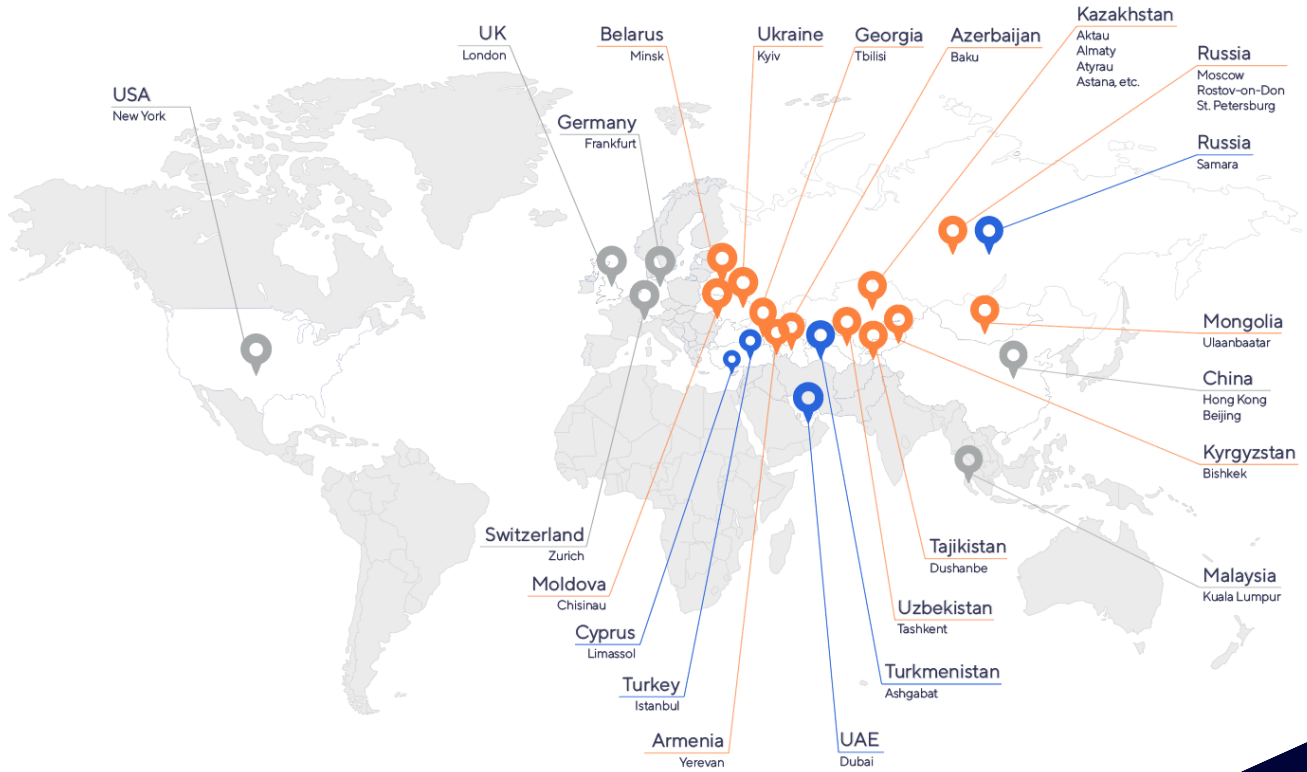 Kazakhstan
Aktau
Almaty
Atyrau
Astana, etc.
UK
London
Belarus
Minsk
Ukraine
Kyiv
Georgia
Tbilisi
Azerbaijan
Baku
Russia
Moscow
Rostov-on-Don
St. Petersburg
USA
New York
Germany
Frankfurt
Russia
Samara
Mongolia
Ulaanbaatar
China
Hong Kong
Beijing
Kyrgyzstan
Bishkek
Switzerland
Zurich
Tajikistan
Dushanbe
Malaysia
Kuala Lumpur
Moldova
Chisinau
Uzbekistan
Tashkent
Cyprus
Limassol
Turkmenistan
Ashgabat
Turkey
Istanbul
Armenia
Yerevan
UAE
Dubai